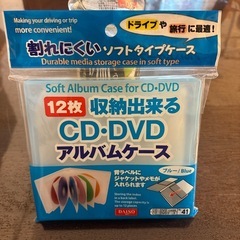 Making your driving or trip
more convenient!
ドライブや
旅行に最適!
割れにくいソフトタイプケース
Durable media storage case in soft type
Soft Album Case for CD・DVD
12枚収納出来る
CD・DVD
アルバムケース
背ラベルに
ジャケットやメモが
入れられます
ブルー/Blue
DAISO
41